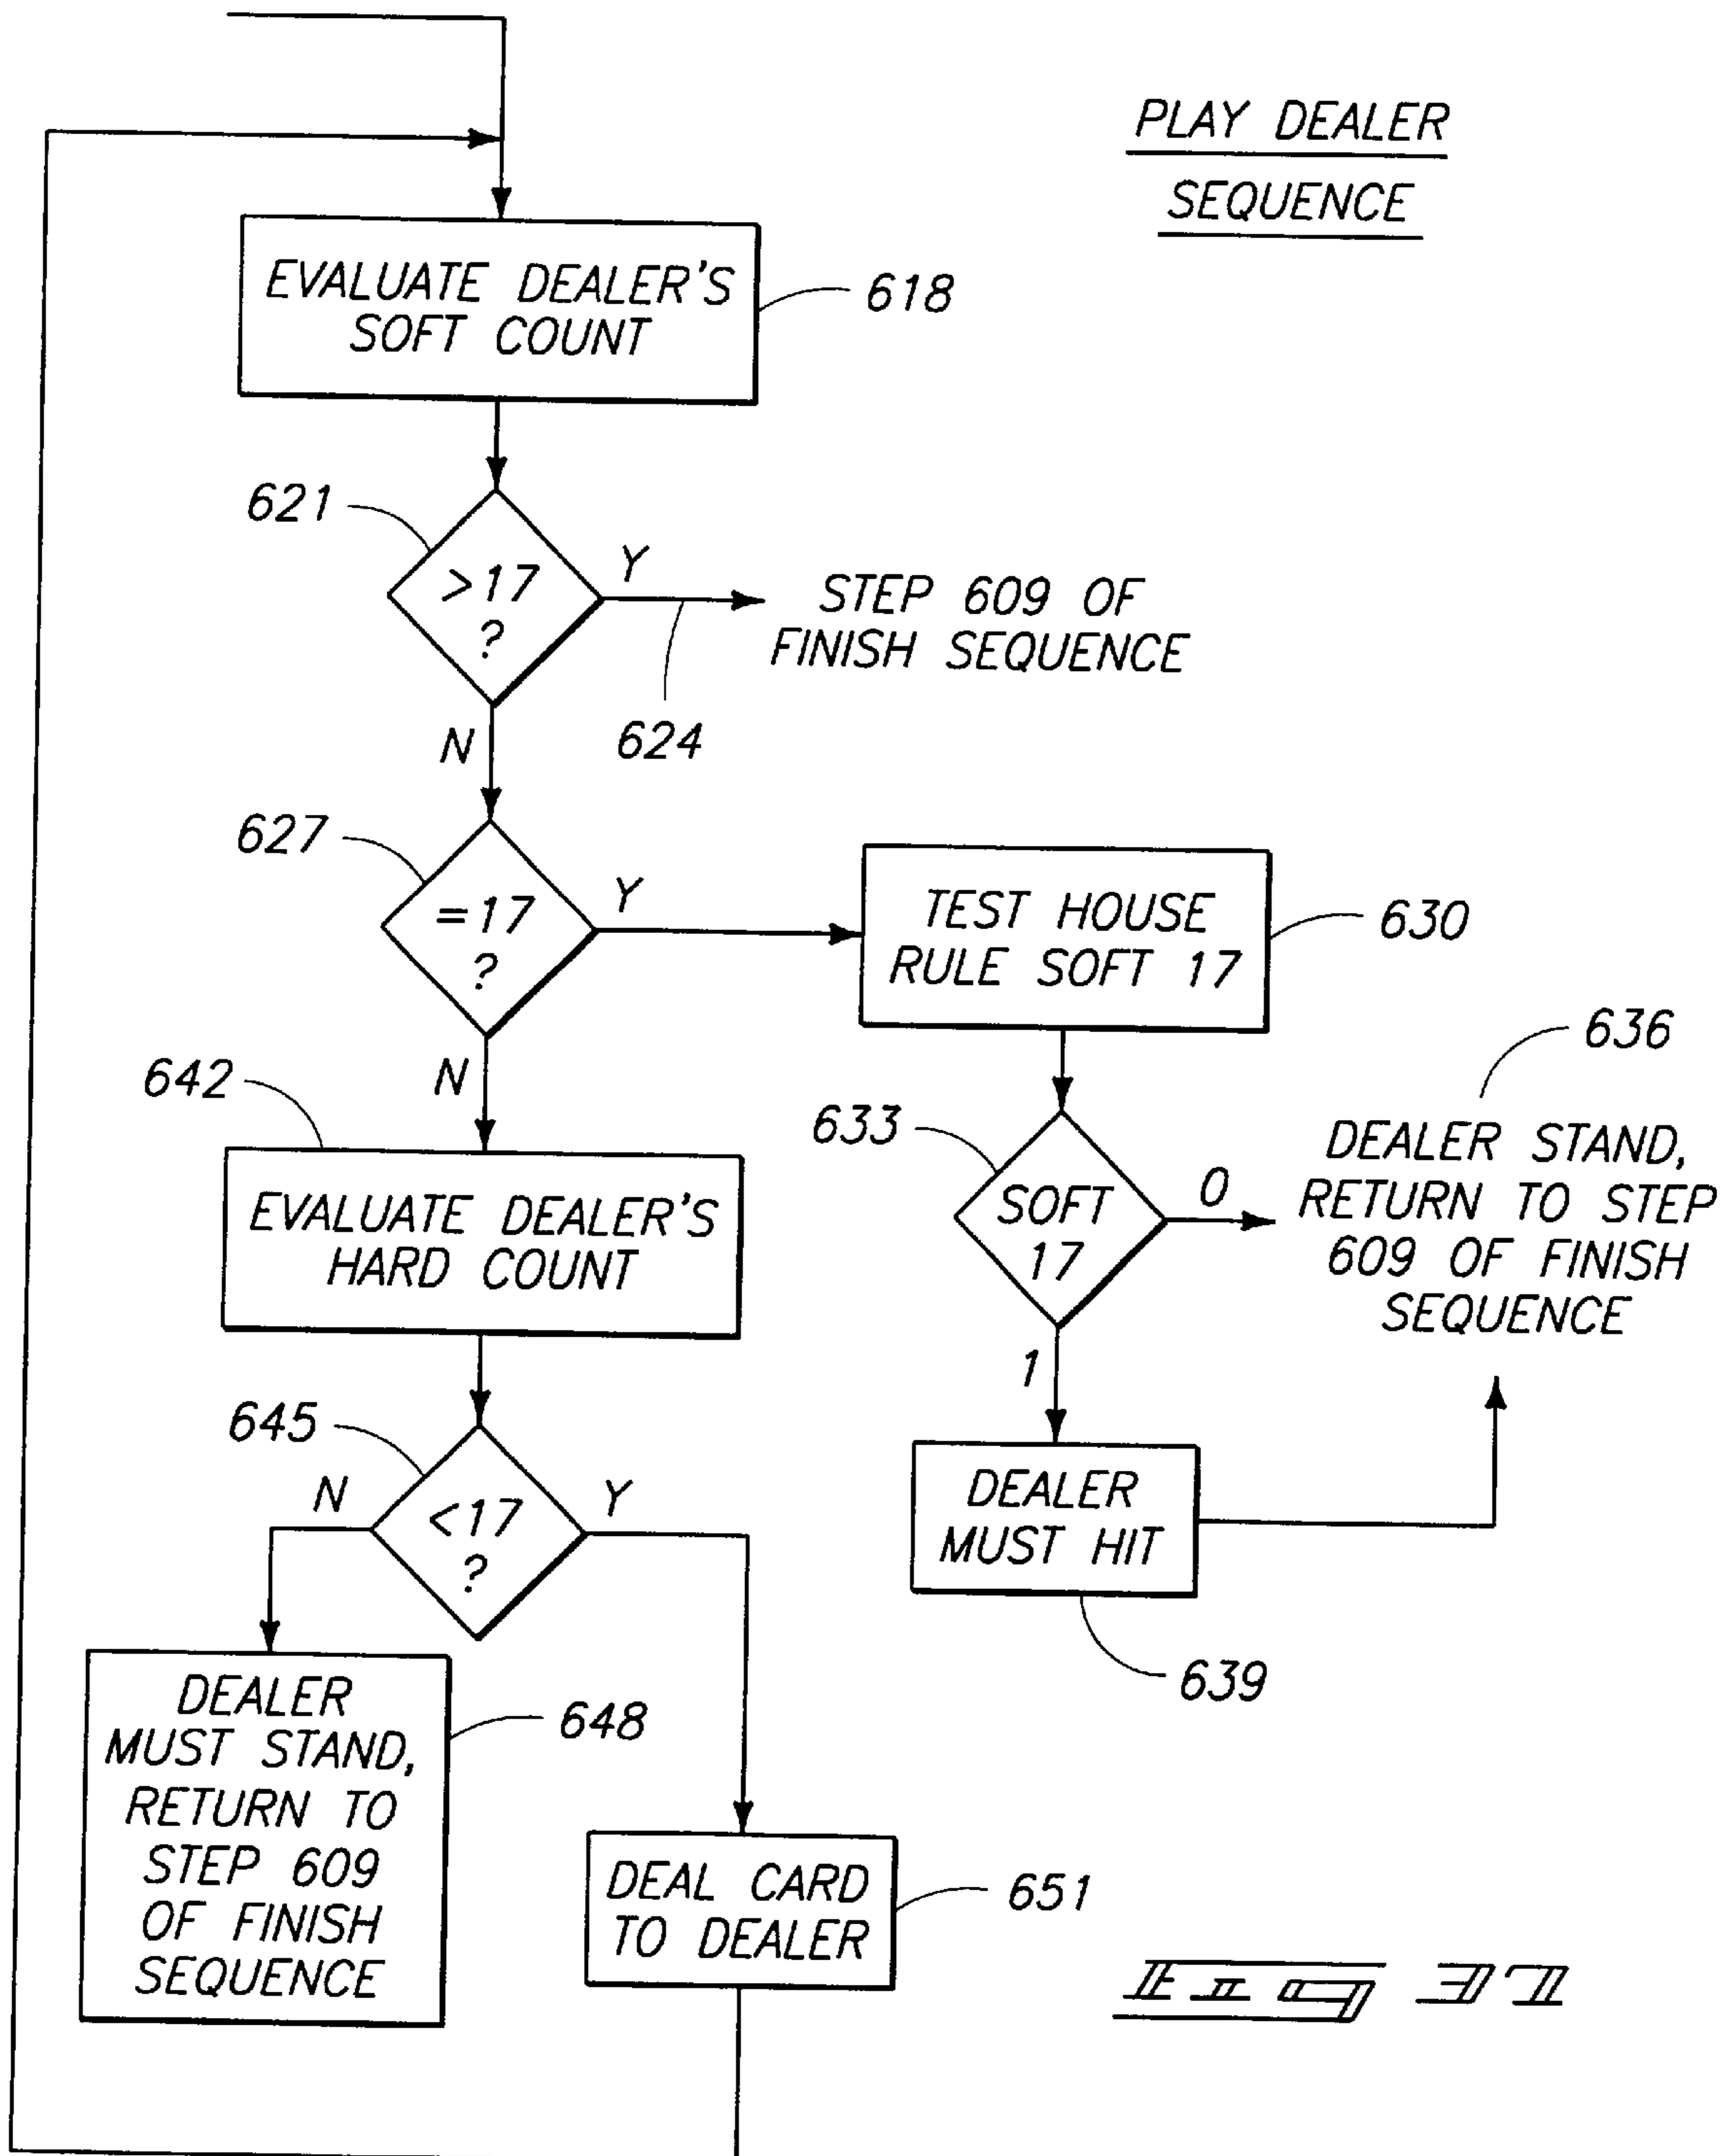 PLAY DEALER
SEQUENCE
EVALUATE DEALER'S
SOFT COUNT
618
621
>17
?
Y
STEP 609 OF
FINISH SEQUENCE
624
N
627
=17
?
Y
TEST HOUSE
RULE SOFT 17
630
636
N
642
633
SOFT
17
0
DEALER STAND,
RETURN TO STEP
609 OF FINISH
SEQUENCE
EVALUATE DEALER'S
HARD COUNT
1
645
N
<17
?
Y
DEALER
MUST HIT
639
DEALER
MUST STAND,
RETURN TO
STEP 609
OF FINISH
SEQUENCE
648
DEAL CARD
TO DEALER
651
Fig 37